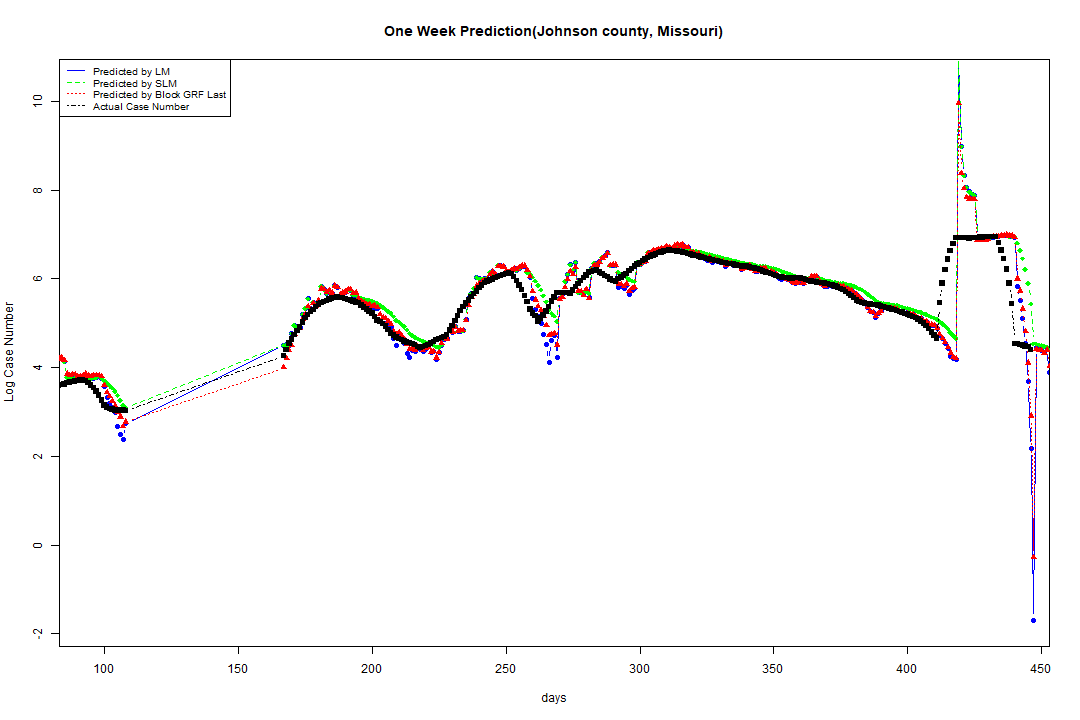 One Week Prediction(Johnson county, Missouri)
Predicted by LM
Predicted by SLM
Predicted by Block GRF Last
Actual Case Number
Log Case Number
10
8
6
4
2
0
-2
100 150 200 250 300 350 400 450
days